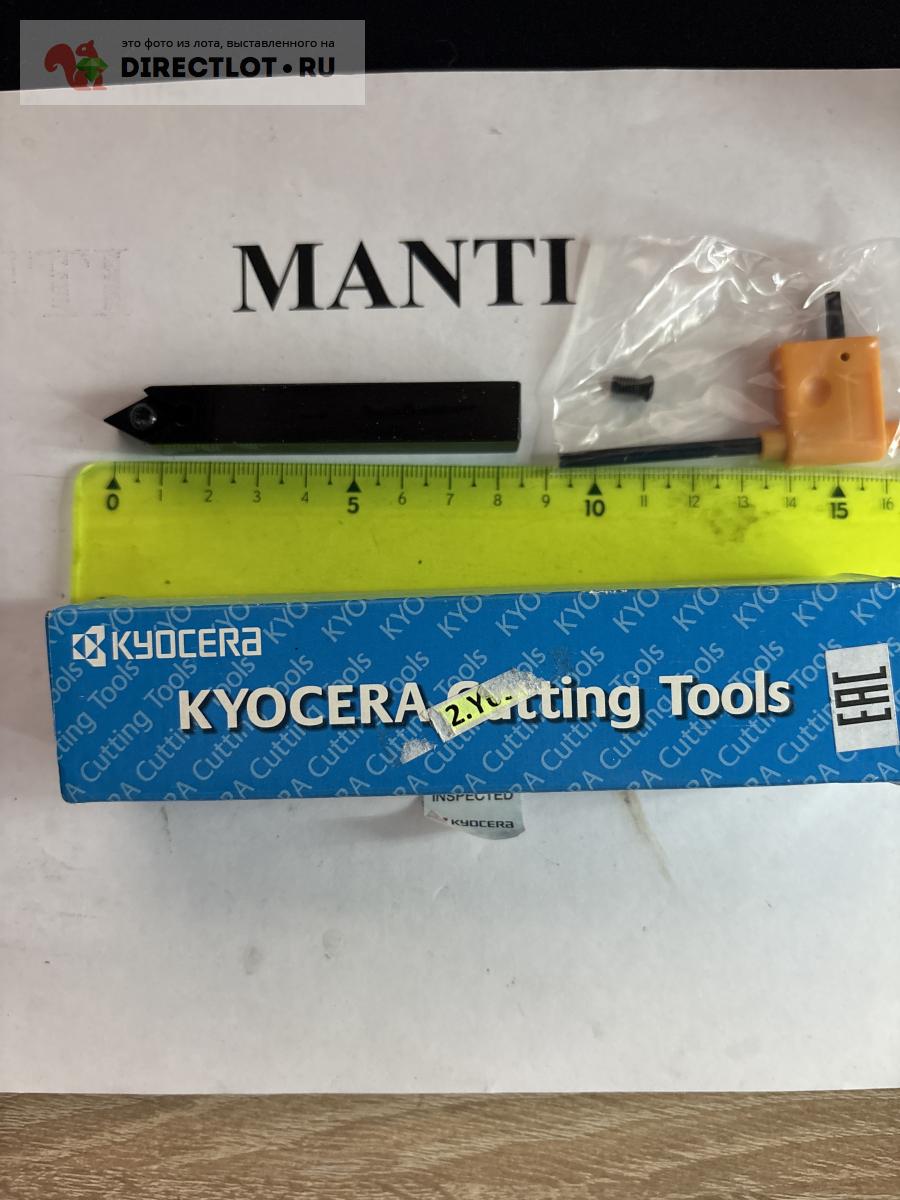 это фото из лота, выставленного на
DIRECTLOT.RU
MANTI
0 1 2 3 4 5 6 7 8 9 10 11 12 13 14 15 16
KYOCERA
KYOCERA Cutting Tools
2.Yu.
EAC
INSPECTED
KYOCERA